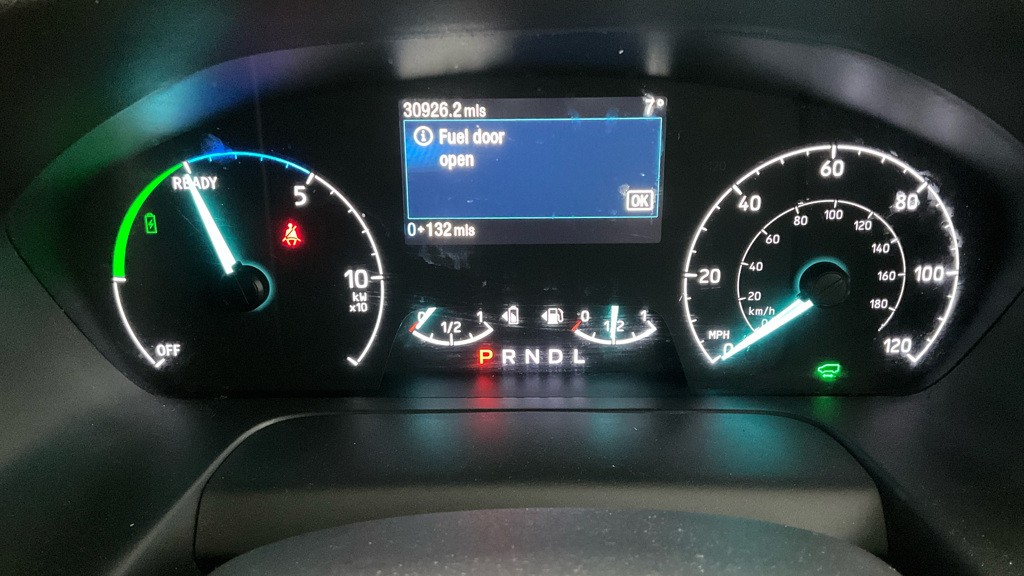 30926.2 mls 7°
Fuel door
open
OK
0+132 mls
READY
5
10
kW
x10
OFF
0 1/2 1
0 1/2 1
P R N D L
0 20 40 60 80 100 120
MPH
20 40 60 80 100 120 140 160 180
km/h